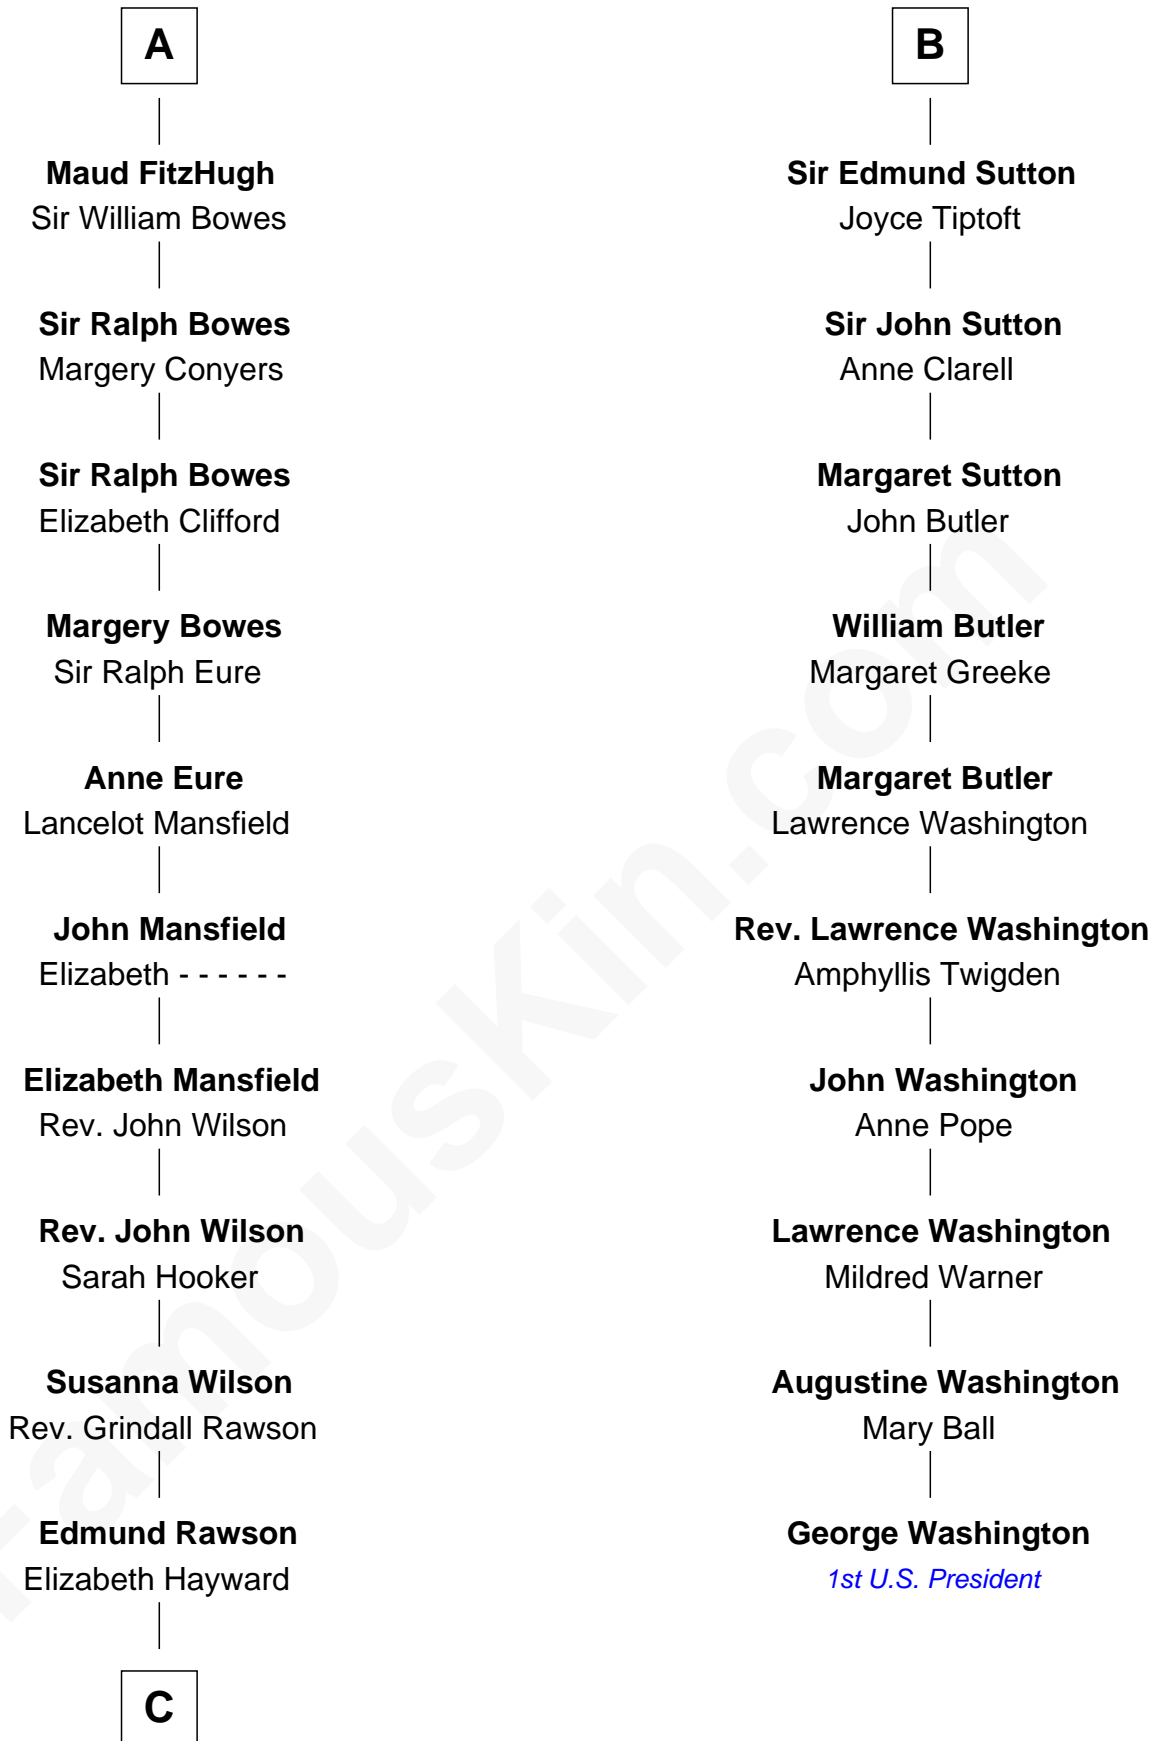 A
Maud FitzHugh
Sir William Bowes
Sir Ralph Bowes
Margery Conyers
Sir Ralph Bowes
Elizabeth Clifford
Margery Bowes
Sir Ralph Eure
Anne Eure
Lancelot Mansfield
John Mansfield
Elizabeth - - - - - -
Elizabeth Mansfield
Rev. John Wilson
Rev. John Wilson
Sarah Hooker
Susanna Wilson
Rev. Grindall Rawson
Edmund Rawson
Elizabeth Hayward
C
B
Sir Edmund Sutton
Joyce Tiptoft
Sir John Sutton
Anne Clarell
Margaret Sutton
John Butler
William Butler
Margaret Greeke
Margaret Butler
Lawrence Washington
Rev. Lawrence Washington
Amphyllis Twigden
John Washington
Anne Pope
Lawrence Washington
Mildred Warner
Augustine Washington
Mary Ball
George Washington
1st U.S. President
FamousKin.com